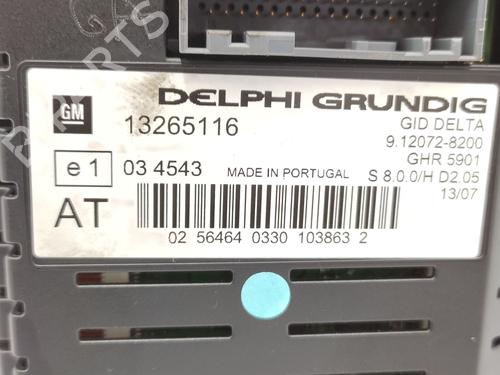 DELPHI GRUNDIG
GM
13265116
GID DELTA
9.12072-8200
GHR 5901
e 1
03 4543
MADE IN PORTUGAL
S 8.0.0/H D2.05
13/07
AT
02 56464 0330 103863 2